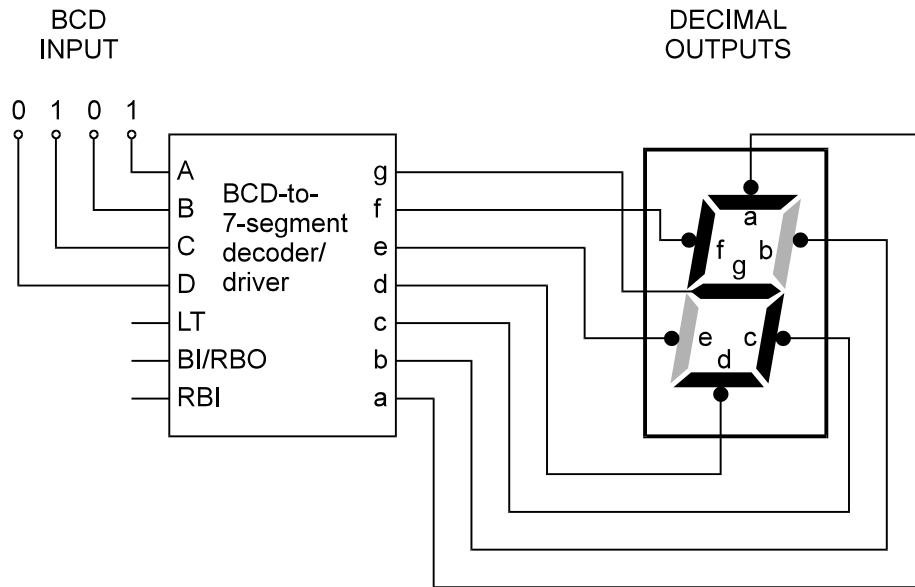 BCD
INPUT
DECIMAL
OUTPUTS
0 1 0 1
A
B
C
D
LT
BI/RBO
RBI
BCD-to-
7-segment
decoder/
driver
g
f
e
d
c
b
a
a
f b
g
e c
d